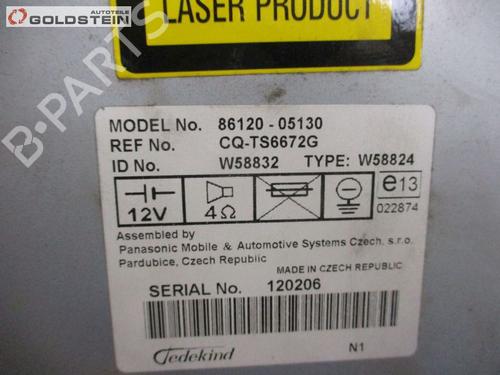 Autoteile
GOLDSTEIN
LASER PRODUCT
MODEL No. 86120 - 05130
REF No. CQ-TS6672G
ID No. W58832 TYPE: W58824
12V
4Ω
e13
022874
Assembled by
Panasonic Mobile & Automotive Systems Czech, s.r.o.
Pardubice, Czech Republic
MADE IN CZECH REPUBLIC
SERIAL No. 120206
Tedekind
N1